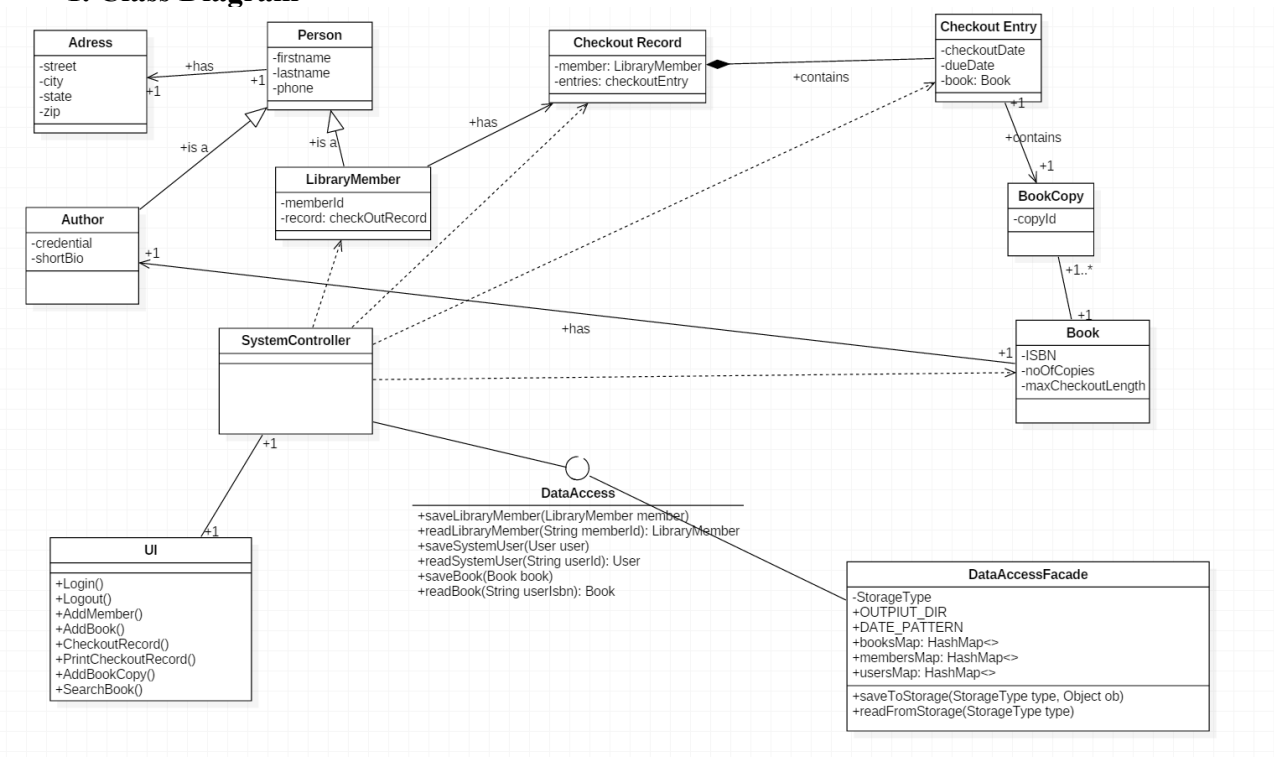 1. Class Diagram
Adress
-street
-city
-state
-zip
+has
+1
+1
Person
-firstname
-lastname
-phone
+is a
+is a
Checkout Record
-member: LibraryMember
-entries: checkoutEntry
+contains
Checkout Entry
-checkoutDate
-dueDate
-book: Book
+1
+contains
+1
+has
LibraryMember
-memberId
-record: checkOutRecord
BookCopy
-copyId
+1..*
+1
Author
-credential
-shortBio
+1
+has
+1
Book
-ISBN
-noOfCopies
-maxCheckoutLength
SystemController
+1
+1
DataAccess
+saveLibraryMember(LibraryMember member)
+readLibraryMember(String memberId): LibraryMember
+saveSystemUser(User user)
+readSystemUser(String userId): User
+saveBook(Book book)
+readBook(String userIsbn): Book
UI
+Login()
+Logout()
+AddMember()
+AddBook()
+CheckoutRecord()
+PrintCheckoutRecord()
+AddBookCopy()
+SearchBook()
DataAccessFacade
-StorageType
+OUTPIUT_DIR
+DATE_PATTERN
+booksMap: HashMap<>
+membersMap: HashMap<>
+usersMap: HashMap<>
+saveToStorage(StorageType type, Object ob)
+readFromStorage(StorageType type)